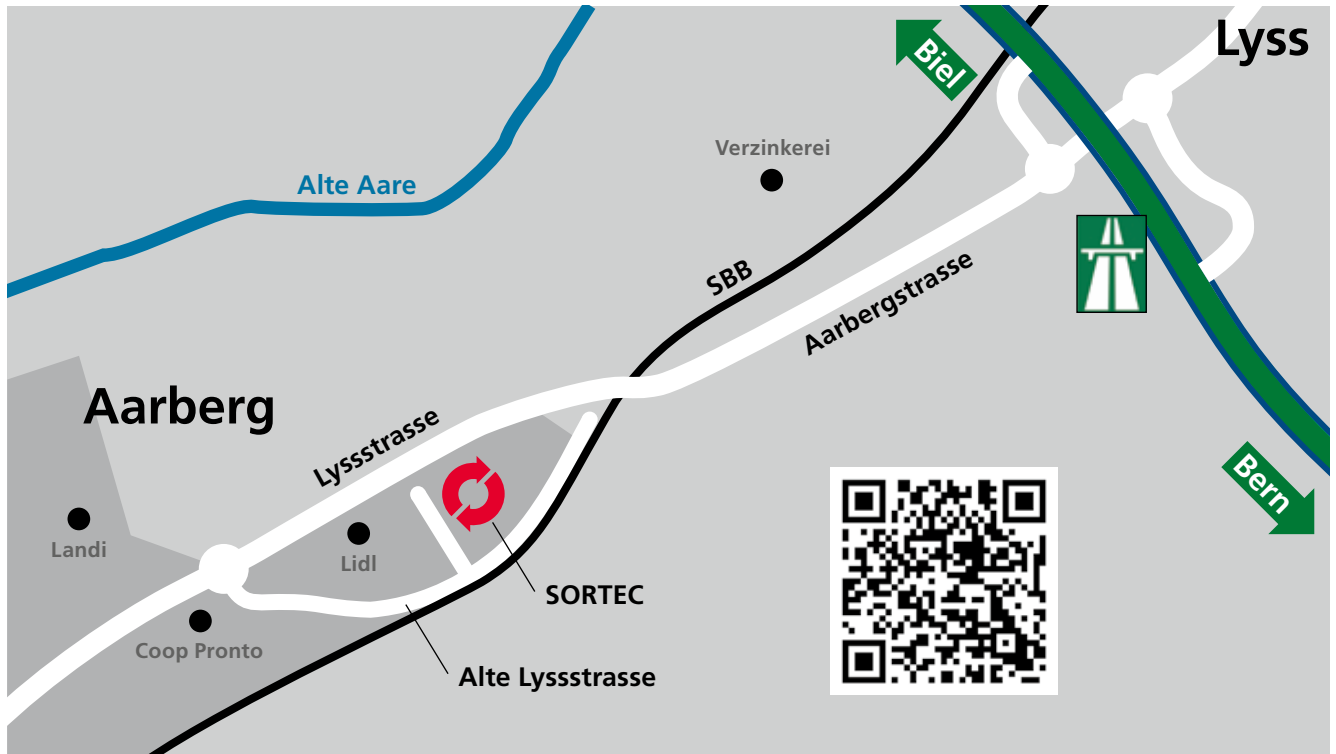 Lyss
Biel
Verzinkerei
Alte Aare
SBB
Aarbergstrasse
Aarberg
Lyssstrasse
Bern
Landi
Lidl
SORTEC
Coop Pronto
Alte Lyssstrasse